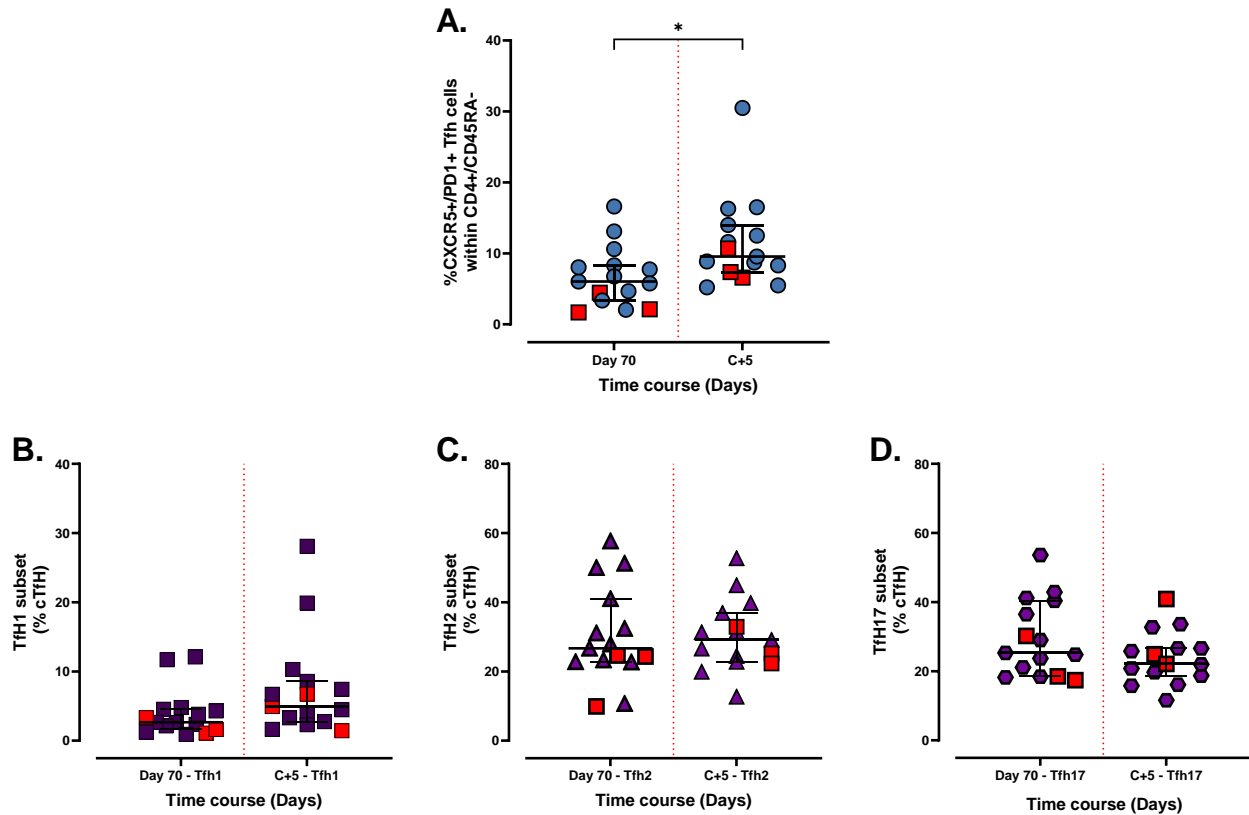 A.
*
40
30
20
10
0
%CXCR5+/PD1+ Tfh cells
within CD4+/CD45RA-
Day 70
C+5
Time course (Days)
B.
40
30
20
10
0
TfH1 subset
(% cTfH)
Day 70 - Tfh1
C+5 - Tfh1
Time course (Days)
C.
80
60
40
20
0
TfH2 subset
(% cTfH)
Day 70 - Tfh2
C+5 - Tfh2
Time course (Days)
D.
80
60
40
20
0
TfH17 subset
(% cTfH)
Day 70 - Tfh17
C+5 - Tfh17
Time course (Days)